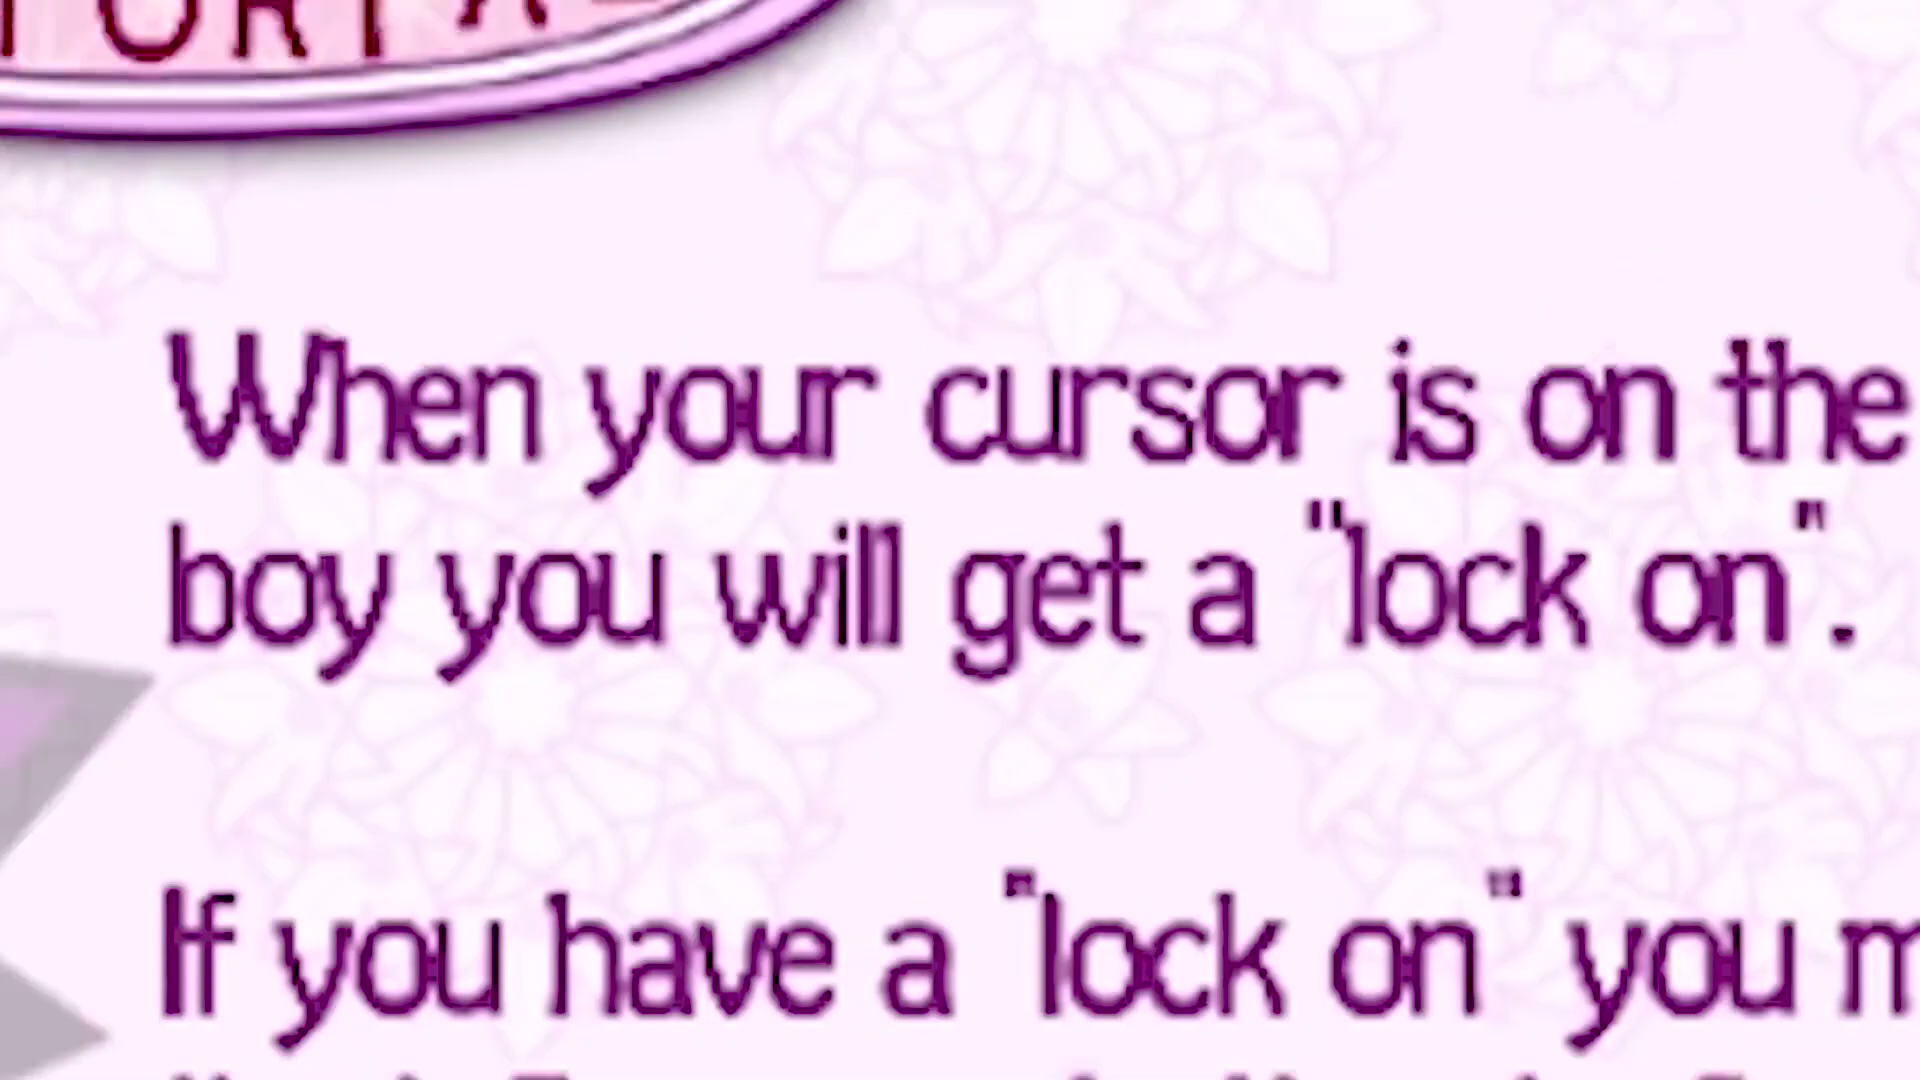 When your cursor is on the
boy you will get a "lock on".
If you have a "lock on" you